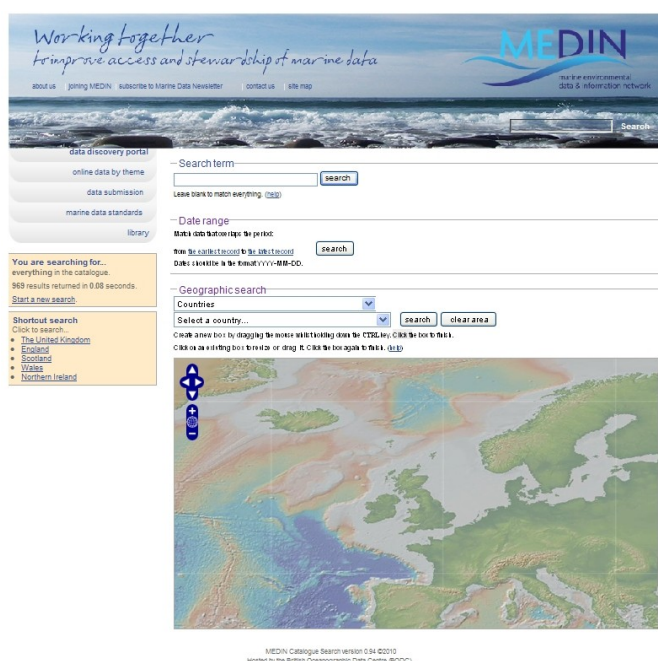 Working together
to improve access and stewardship of marine data
MEDIN
marine environmental
data & information network
about us | joining MEDIN | subscribe to Marine Data Newsletter | contact us | site map
Search
data discovery portal
online data by theme
data submission
marine data standards
library
You are searching for...
everything in the catalogue.
969 results returned in 0.08 seconds.
Start a new search.
Shortcut search
Click to search...
The United Kingdom
England
Scotland
Wales
Northern Ireland
Search term
search
Leave blank to match everything. (help)
Date range
Match data that overlaps the period:
from the earliest record to the latest record
search
Dates should be in the format YYYY-MM-DD.
Geographic search
Countries
Select a country...
search
clear area
Create a new box by dragging the mouse whilst holding down the CTRL key. Click the box to finish.
Click on an existing box to resize or drag it. Click the box again to finish. (help)
MEDIN Catalogue Search version 0.94 ©2010
Hosted by the British Oceanographic Data Centre (BODC)